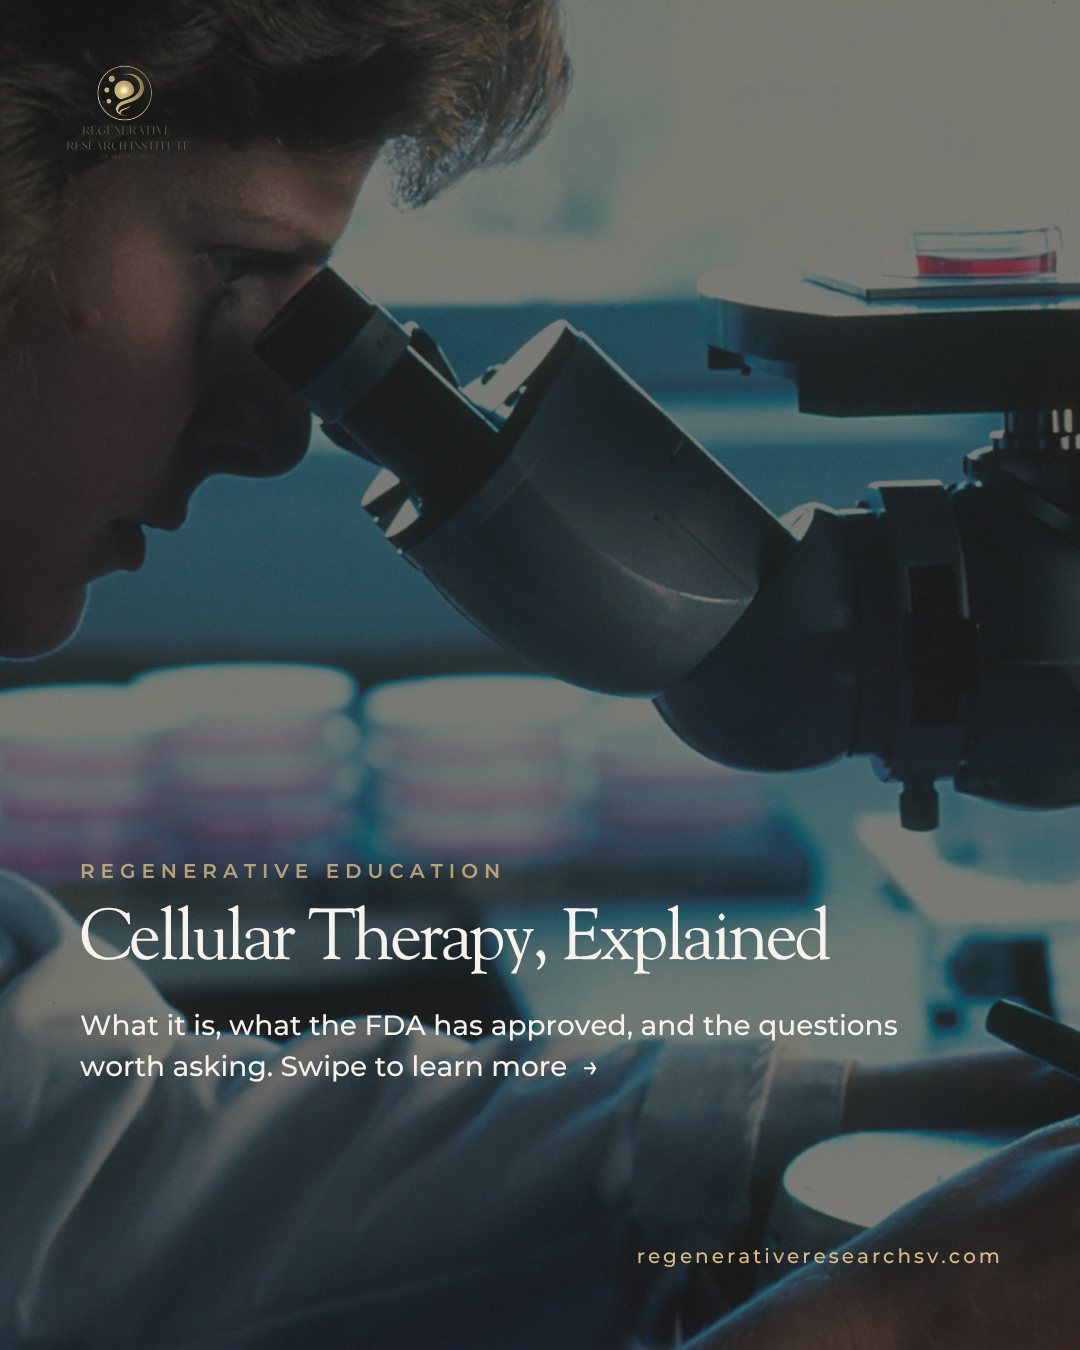 REGENERATIVE
RESEARCH INSTITUTE
REGENERATIVE EDUCATION
Cellular Therapy, Explained
What it is, what the FDA has approved, and the questions
worth asking. Swipe to learn more →
regenerativeresearchsv.com